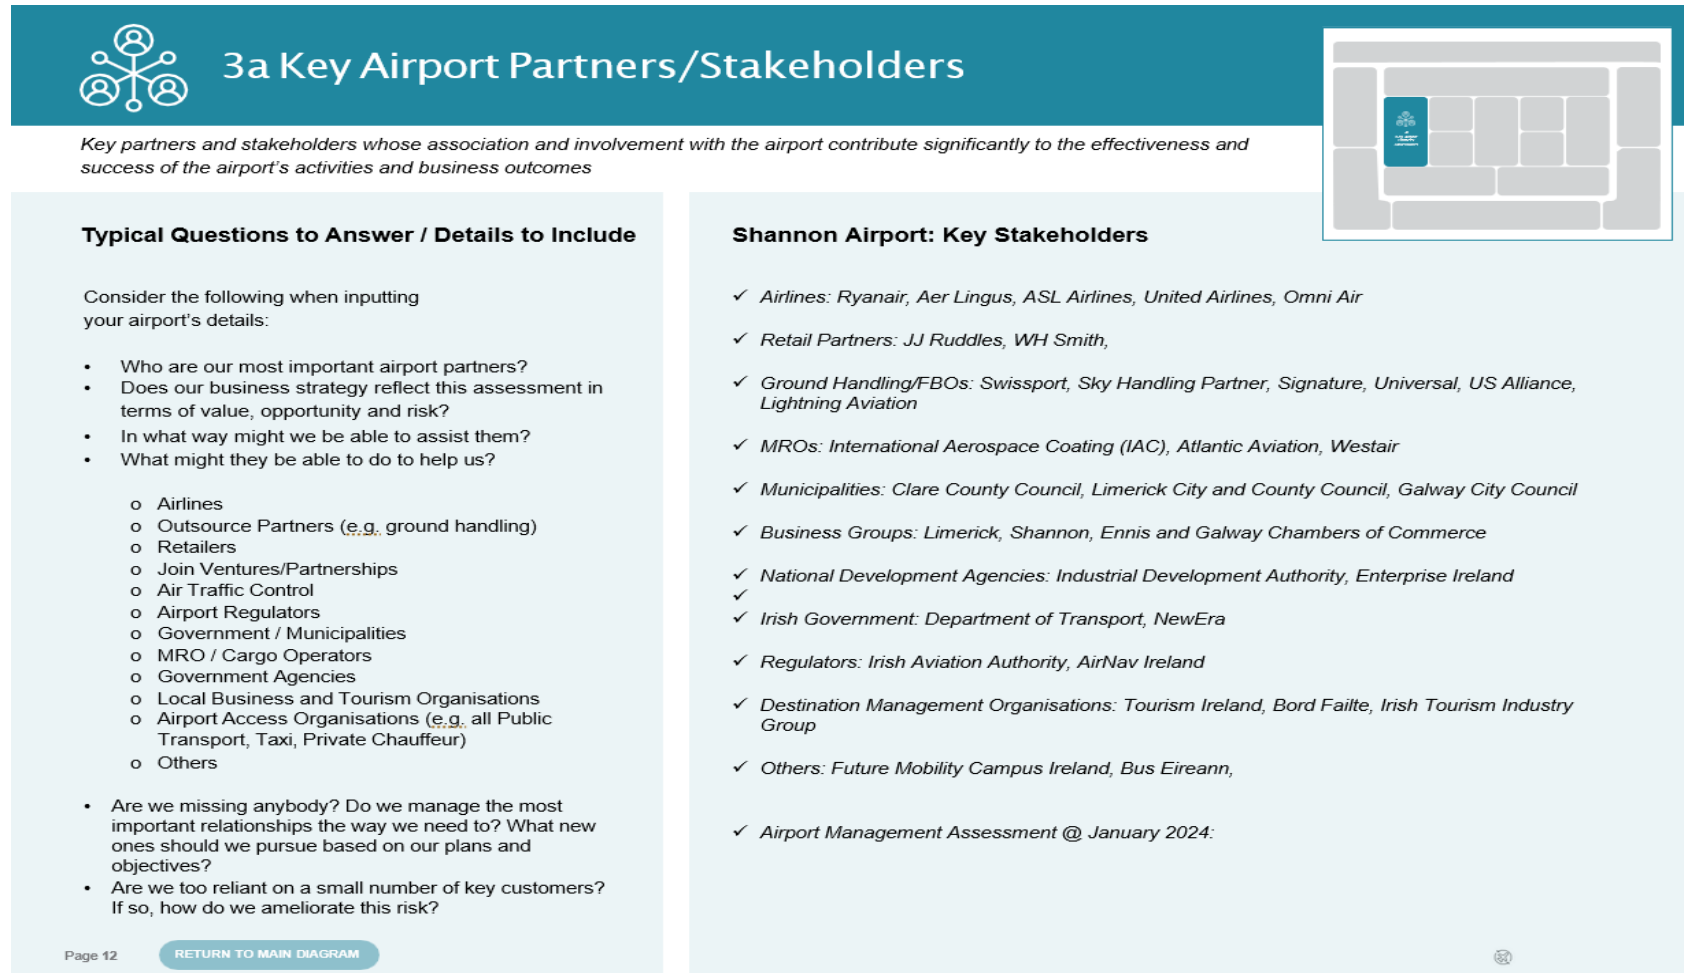 3a Key Airport Partners/Stakeholders
Key partners and stakeholders whose association and involvement with the airport contribute significantly to the effectiveness and
success of the airport's activities and business outcomes
Typical Questions to Answer / Details to Include
Consider the following when inputting
your airport's details:
• Who are our most important airport partners?
• Does our business strategy reflect this assessment in
terms of value, opportunity and risk?
• In what way might we be able to assist them?
• What might they be able to do to help us?
o Airlines
o Outsource Partners (e.g. ground handling)
o Retailers
o Join Ventures/Partnerships
o Air Traffic Control
o Airport Regulators
o Government / Municipalities
o MRO / Cargo Operators
o Government Agencies
o Local Business and Tourism Organisations
o Airport Access Organisations (e.g. all Public
Transport, Taxi, Private Chauffeur)
o Others
• Are we missing anybody? Do we manage the most
important relationships the way we need to? What new
ones should we pursue based on our plans and
objectives?
• Are we too reliant on a small number of key customers?
If so, how do we ameliorate this risk?
Page 12
RETURN TO MAIN DIAGRAM
Shannon Airport: Key Stakeholders
✓ Airlines: Ryanair, Aer Lingus, ASL Airlines, United Airlines, Omni Air
✓ Retail Partners: JJ Ruddles, WH Smith,
✓ Ground Handling/FBOs: Swissport, Sky Handling Partner, Signature, Universal, US Alliance,
Lightning Aviation
✓ MROs: International Aerospace Coating (IAC), Atlantic Aviation, Westair
✓ Municipalities: Clare County Council, Limerick City and County Council, Galway City Council
✓ Business Groups: Limerick, Shannon, Ennis and Galway Chambers of Commerce
✓ National Development Agencies: Industrial Development Authority, Enterprise Ireland
✓
✓ Irish Government: Department of Transport, NewEra
✓ Regulators: Irish Aviation Authority, AirNav Ireland
✓ Destination Management Organisations: Tourism Ireland, Bord Failte, Irish Tourism Industry
Group
✓ Others: Future Mobility Campus Ireland, Bus Eireann,
✓ Airport Management Assessment @ January 2024: